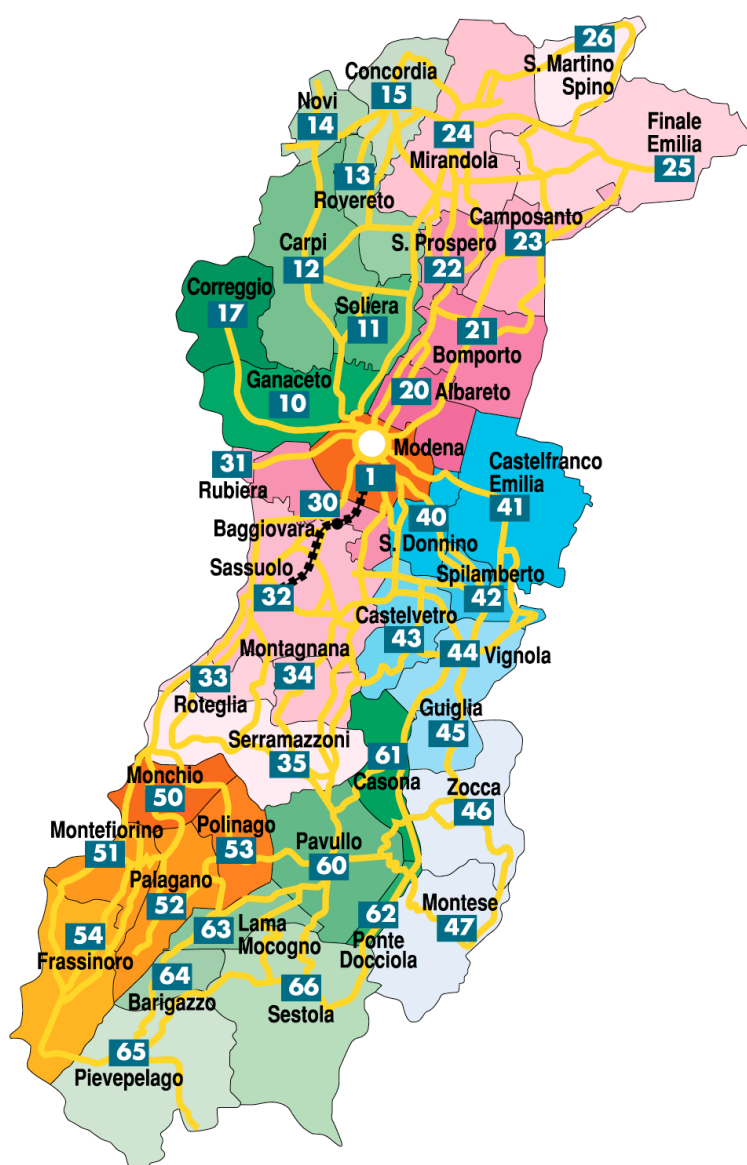 26
S. Martino
Spino
Concordia
15
Novi
14
24
Mirandola
Finale
Emilia
25
13
Rovereto
Camposanto
23
Carpi
12
S. Prospero
22
Correggio
17
Soliera
11
21
Bomporto
Ganaceto
10
20
Albareto
Modena
1
31
Rubiera
Castelfranco
Emilia
41
30
Baggiovara
40
S. Donnino
Sassuolo
32
Spilamberto
42
Castelvetro
43
44
Vignola
Montagnana
34
33
Roteglia
Guiglia
45
Serramazzoni
35
61
Casona
Monchio
50
Zocca
46
Montefiorino
51
Polinago
53
Pavullo
60
Palagano
52
Montese
47
62
Ponte
Docciola
63
Lama
Mocogno
54
Frassinoro
64
Barigazzo
66
Sestola
65
Pievepelago